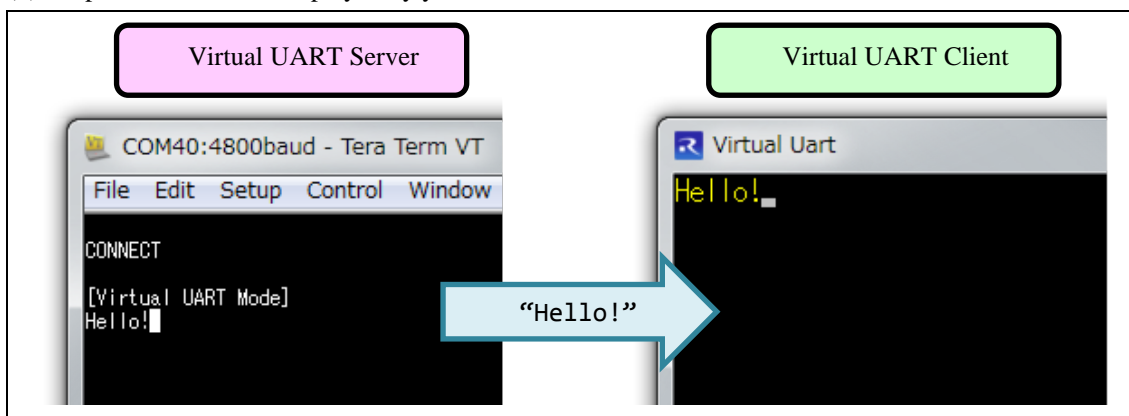 Virtual UART Server
Virtual UART Client
COM40:4800baud - Tera Term VT
File Edit Setup Control Window
CONNECT
[Virtual UART Mode]
Hello!
“Hello!”
Virtual Uart
Hello!